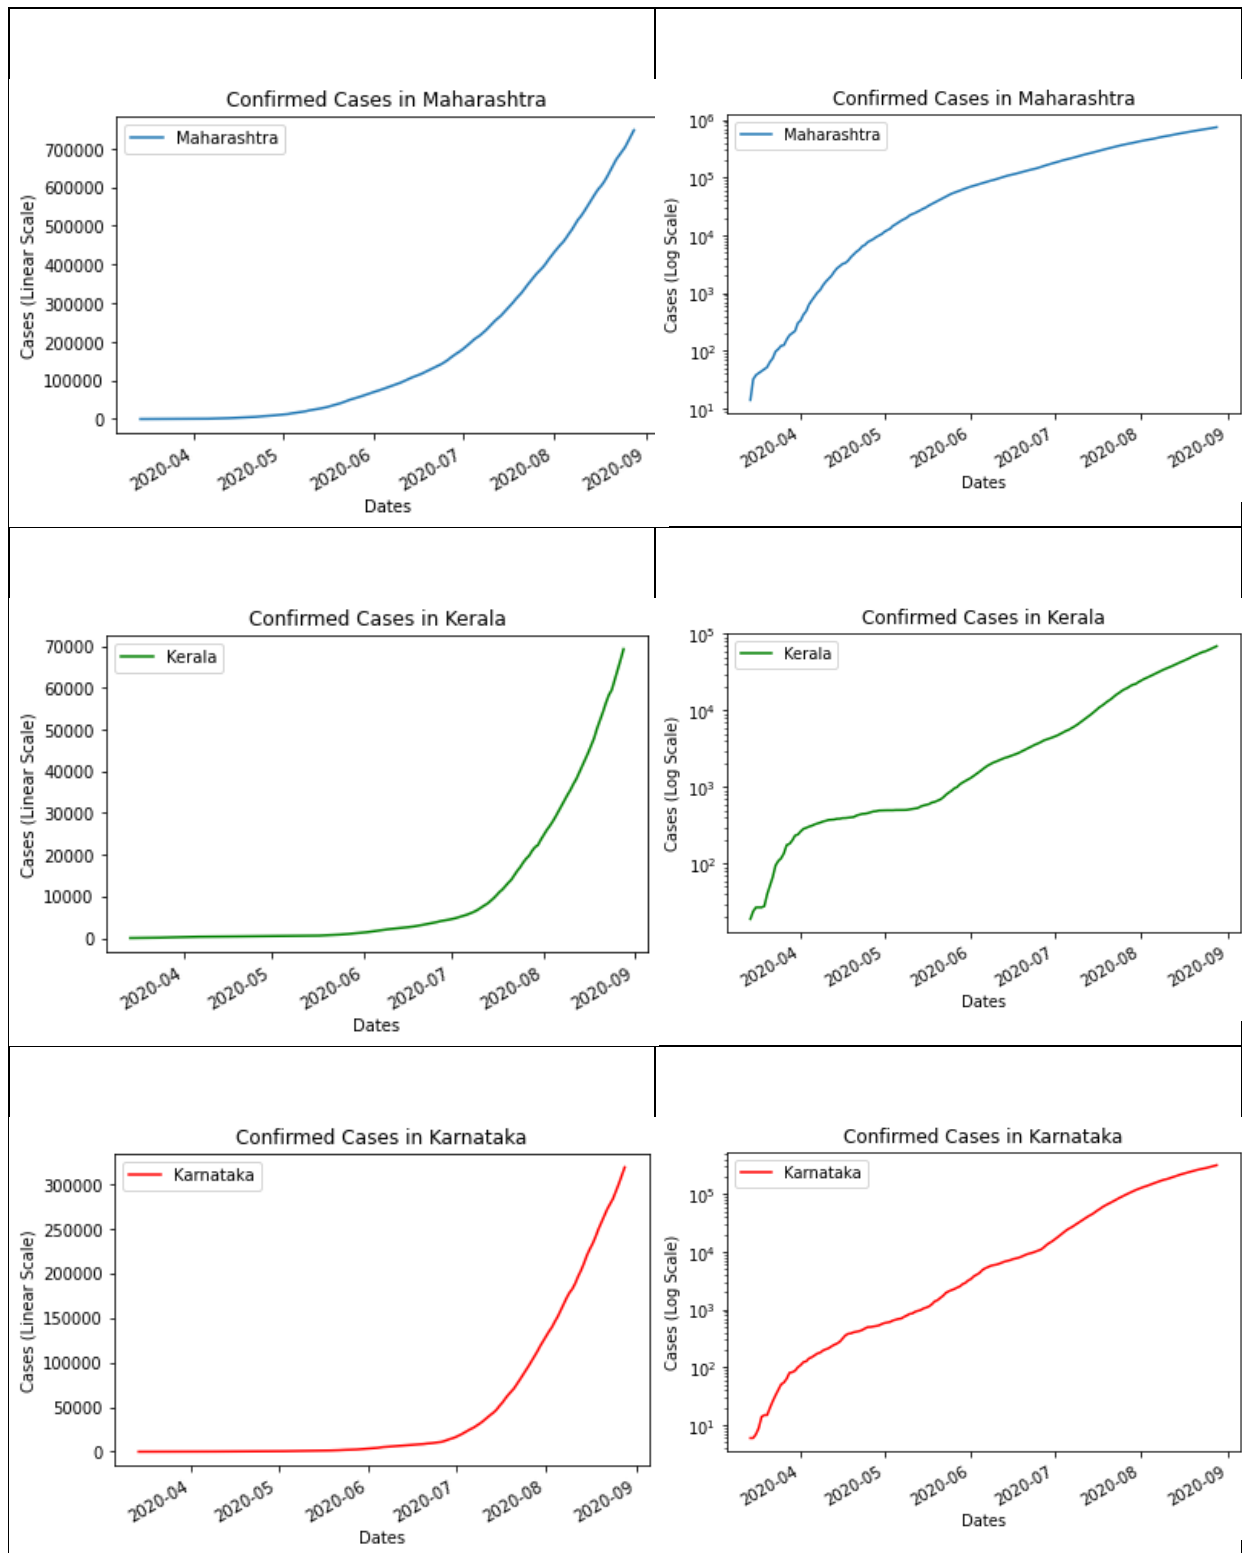 Confirmed Cases in Maharashtra
Maharashtra
Cases (Linear Scale)
700000
600000
500000
400000
300000
200000
100000
0
2020-04 2020-05 2020-06 2020-07 2020-08 2020-09
Dates
Confirmed Cases in Maharashtra
Maharashtra
Cases (Log Scale)
10⁶
10⁵
10⁴
10³
10²
10¹
2020-04 2020-05 2020-06 2020-07 2020-08 2020-09
Dates
Confirmed Cases in Kerala
Kerala
Cases (Linear Scale)
70000
60000
50000
40000
30000
20000
10000
0
2020-04 2020-05 2020-06 2020-07 2020-08 2020-09
Dates
Confirmed Cases in Kerala
Kerala
Cases (Log Scale)
10⁵
10⁴
10³
10²
2020-04 2020-05 2020-06 2020-07 2020-08 2020-09
Dates
Confirmed Cases in Karnataka
Karnataka
Cases (Linear Scale)
300000
250000
200000
150000
100000
50000
0
2020-04 2020-05 2020-06 2020-07 2020-08 2020-09
Dates
Confirmed Cases in Karnataka
Karnataka
Cases (Log Scale)
10⁵
10⁴
10³
10²
10¹
2020-04 2020-05 2020-06 2020-07 2020-08 2020-09
Dates